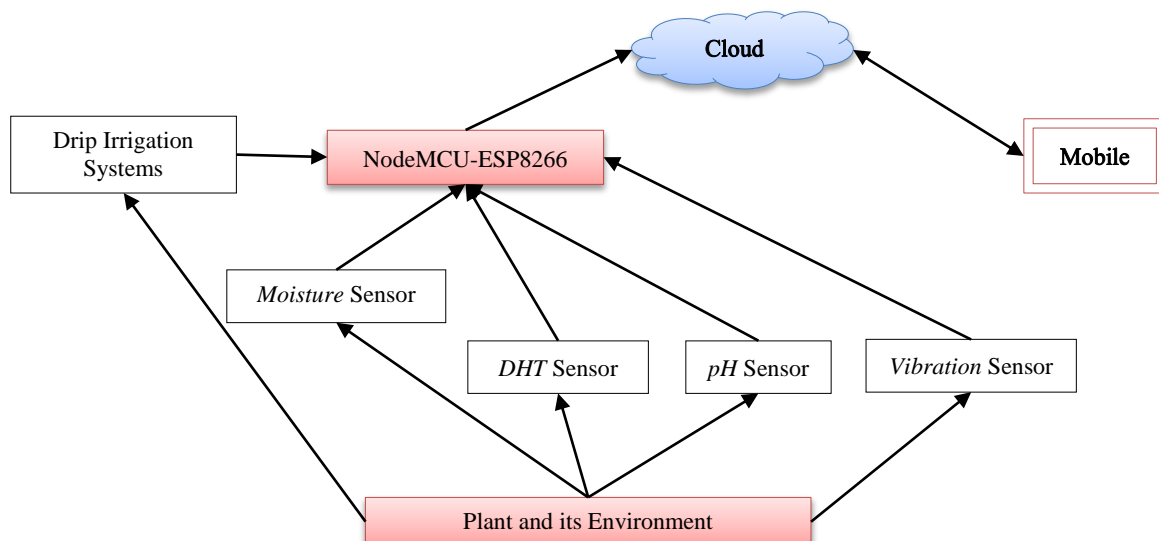 Cloud
Drip Irrigation
Systems
NodeMCU-ESP8266
Mobile
Moisture Sensor
DHT Sensor
pH Sensor
Vibration Sensor
Plant and its Environment